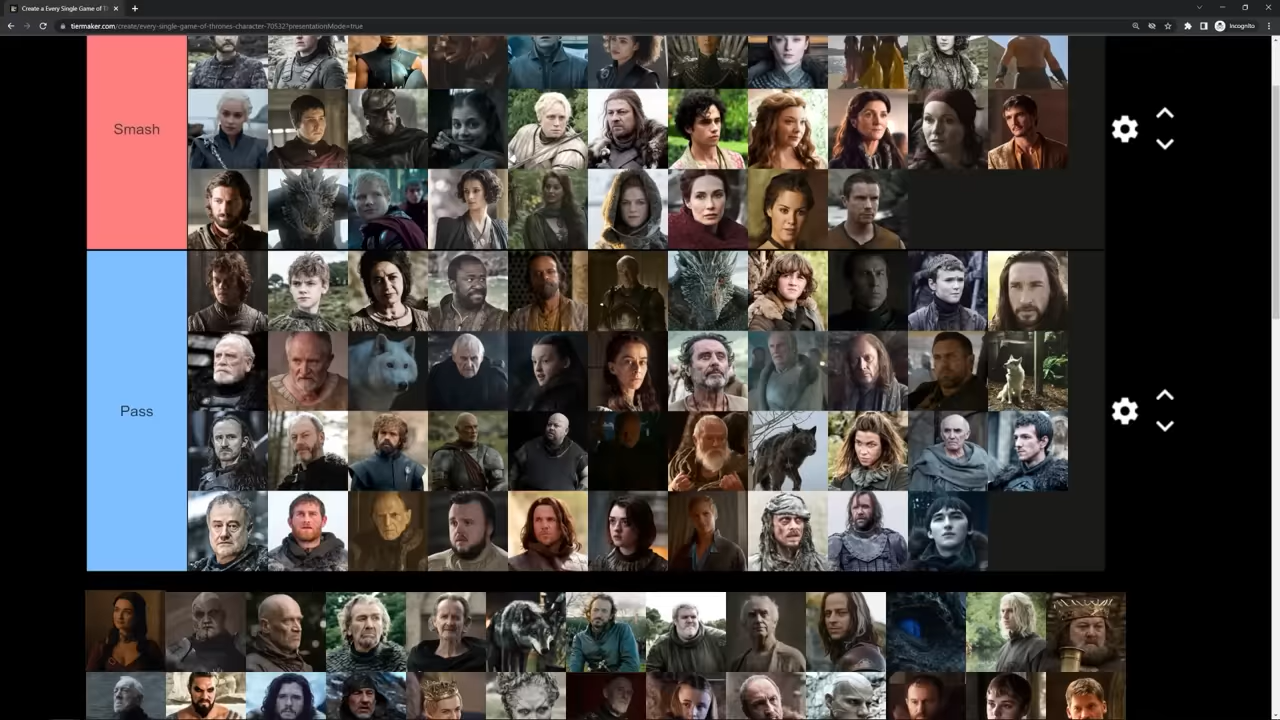 Create a Every Single Game of T
tiermaker.com/create/every-single-game-of-thrones-character-70532?presentationMode=true
Incognito
Smash
Pass